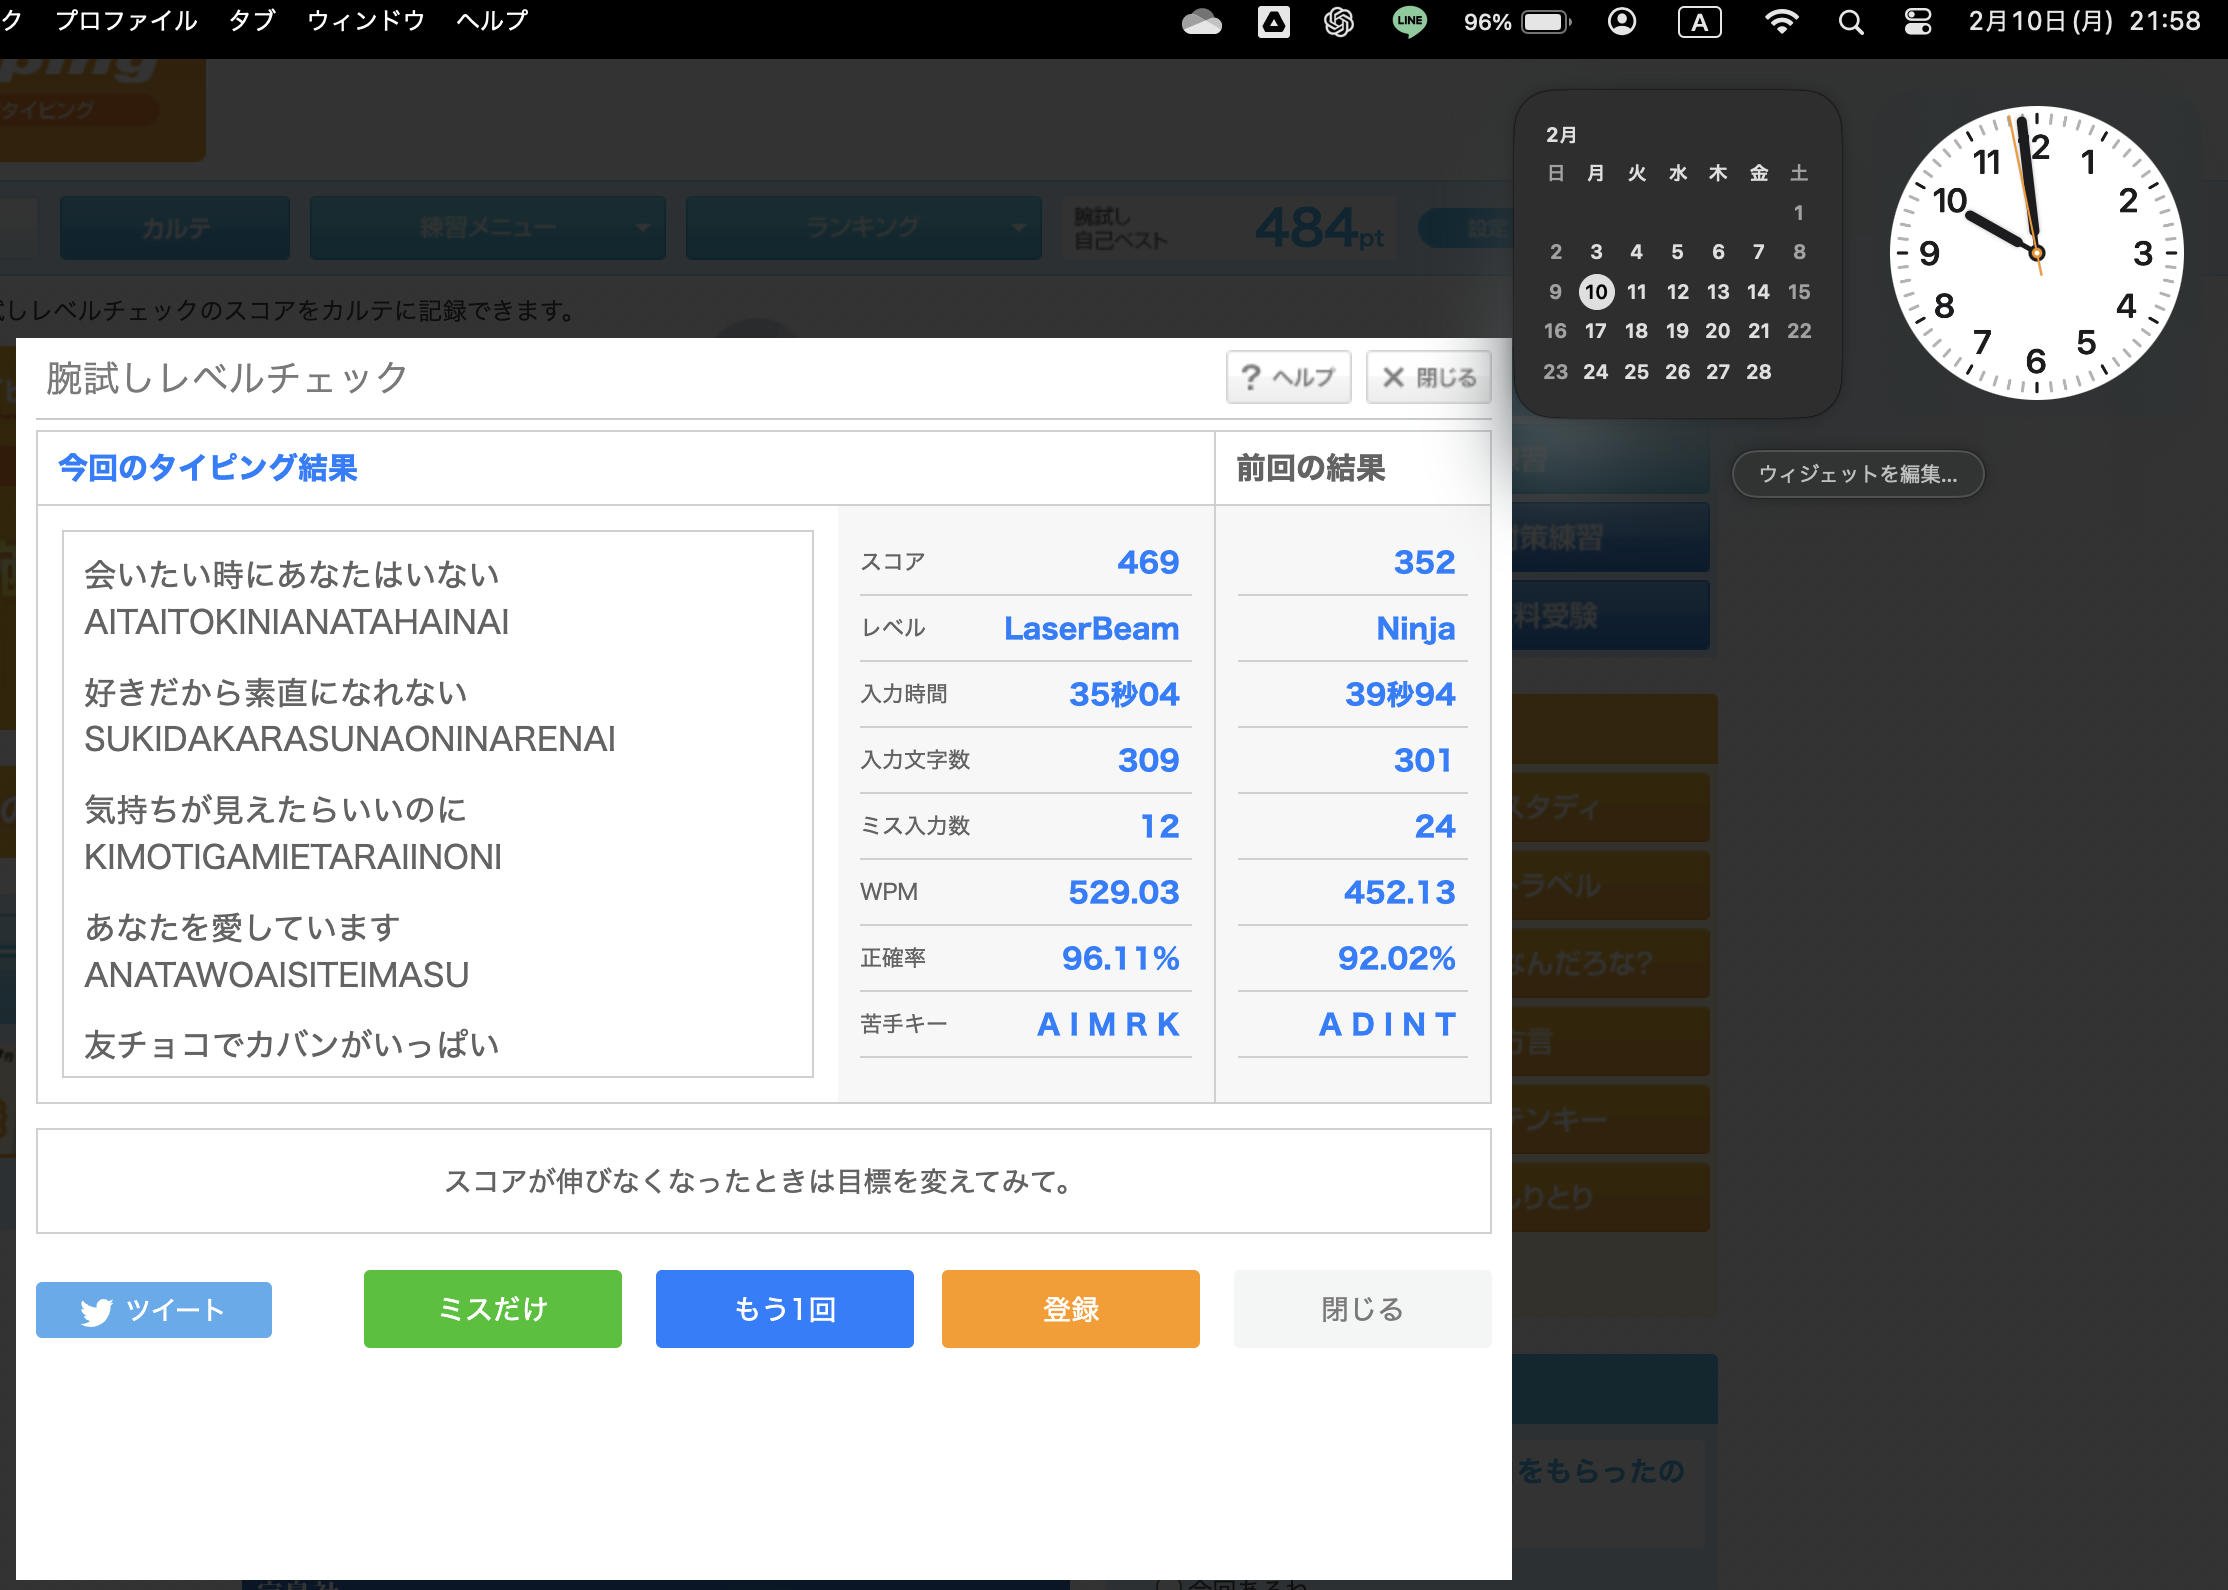 ク プロファイル タブ ウィンドウ ヘルプ
LINE 96% A 2月10日(月) 21:58
ping
タイピング
カルテ 練習メニュー ランキング 腕試し 自己ベスト 484pt 設定
試しレベルチェックのスコアをカルテに記録できます。
2月
日 月 火 水 木 金 土
1
2 3 4 5 6 7 8
9 10 11 12 13 14 15
16 17 18 19 20 21 22
23 24 25 26 27 28
12 1 2 3 4 5 6 7 8 9 10 11
ウィジェットを編集...
腕試しレベルチェック ? ヘルプ × 閉じる
今回のタイピング結果 前回の結果
会いたい時にあなたはいない
AITAITOKINIANATAHAINAI
好きだから素直になれない
SUKIDAKARASUNAONINARENAI
気持ちが見えたらいいのに
KIMOTIGAMIETARAIINONI
あなたを愛しています
ANATAWOAISITEIMASU
友チョコでカバンがいっぱい
スコア 469 352
レベル LaserBeam Ninja
入力時間 35秒04 39秒94
入力文字数 309 301
ミス入力数 12 24
WPM 529.03 452.13
正確率 96.11% 92.02%
苦手キー A I M R K A D I N T
スコアが伸びなくなったときは目標を変えてみて。
ツイート ミスだけ もう1回 登録 閉じる
練習
対策練習
料受験
スタディ
トラベル
なんだろな?
方言
テンキー
しりとり
をもらったの